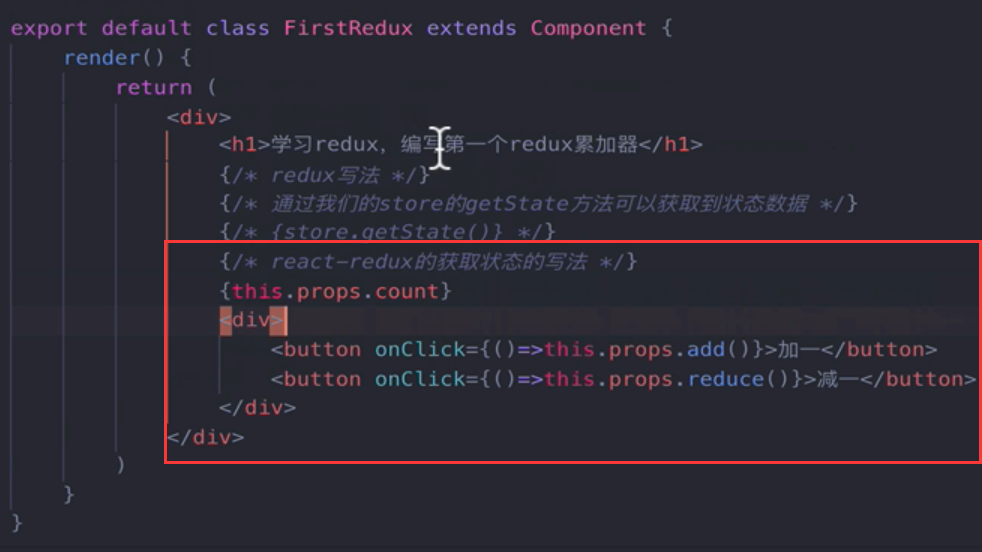 export default class FirstRedux extends Component {
render() {
return (
<div>
<h1>学习redux，编写第一个redux累加器</h1>
{/* redux写法 */}
{/* 通过我们的store的getState方法可以获取到状态数据 */}
{/* {store.getState()} */}
{/* react-redux的获取状态的写法 */}
{this.props.count}
<div>
<button onClick={()=>this.props.add()}>加一</button>
<button onClick={()=>this.props.reduce()}>减一</button>
</div>
</div>
)
}
}